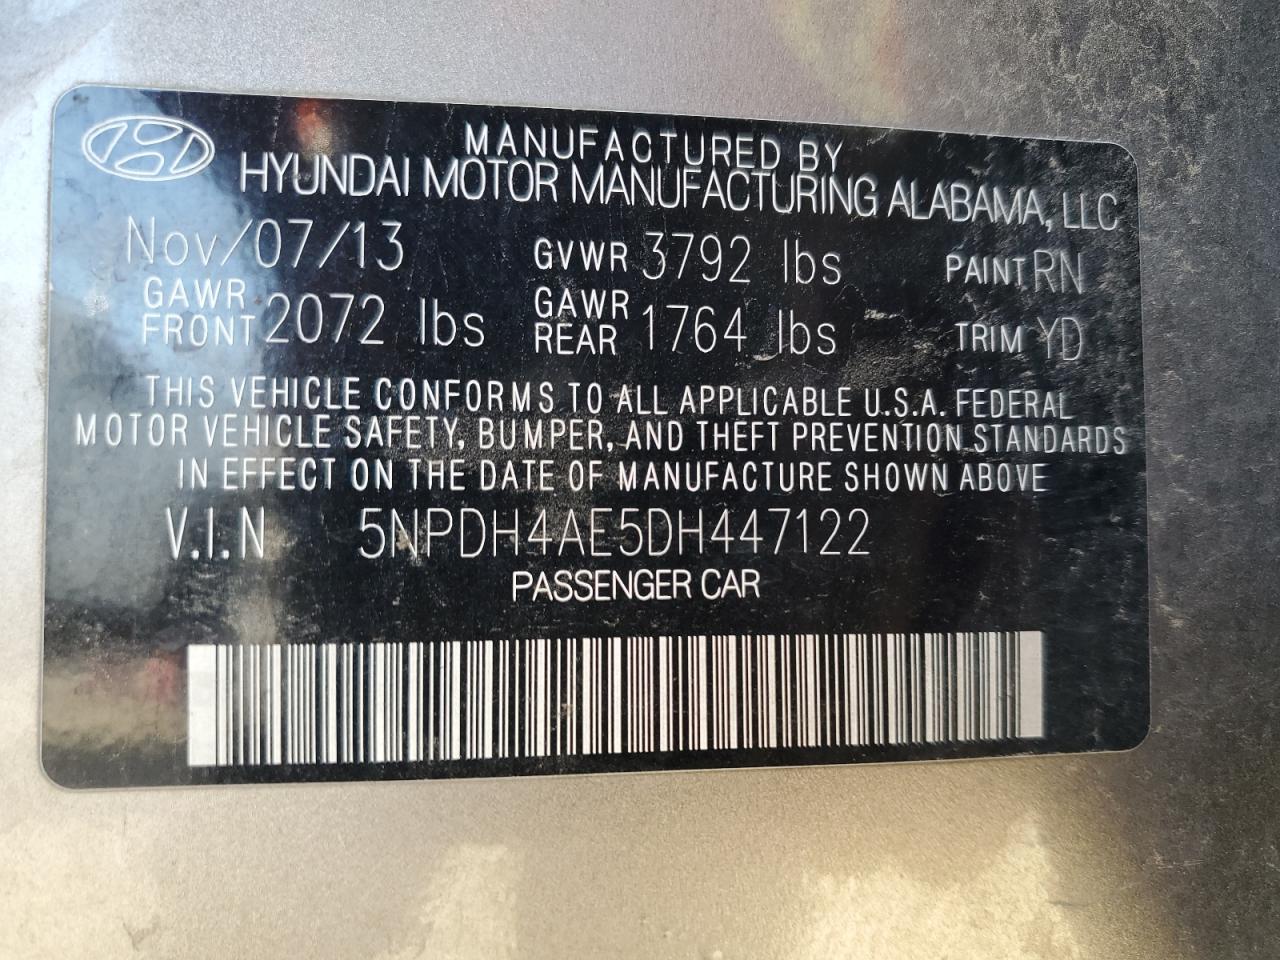 MANUFACTURED BY
HYUNDAI MOTOR MANUFACTURING ALABAMA, LLC
Nov/07/13 GVWR 3792 lbs PAINT RN
GAWR FRONT 2072 lbs GAWR REAR 1764 lbs TRIM YD
THIS VEHICLE CONFORMS TO ALL APPLICABLE U.S.A. FEDERAL
MOTOR VEHICLE SAFETY, BUMPER, AND THEFT PREVENTION STANDARDS
IN EFFECT ON THE DATE OF MANUFACTURE SHOWN ABOVE
V.I.N 5NPDH4AE5DH447122
PASSENGER CAR